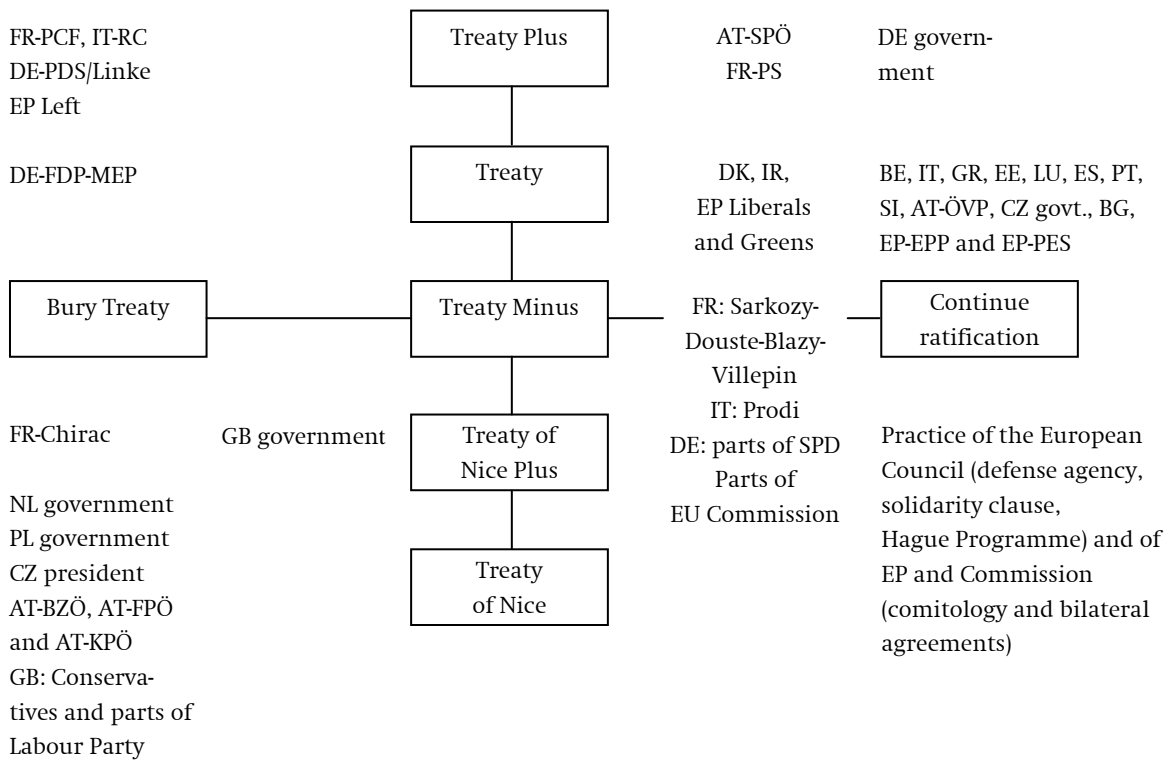 FR-PCF, IT-RC
DE-PDS/Linke
EP Left
Treaty Plus
AT-SPÖ
FR-PS
DE govern-
ment
DE-FDP-MEP
Treaty
DK, IR,
EP Liberals
and Greens
BE, IT, GR, EE, LU, ES, PT,
SI, AT-ÖVP, CZ govt., BG,
EP-EPP and EP-PES
Bury Treaty
Treaty Minus
FR: Sarkozy-
Douste-Blazy-
Villepin
IT: Prodi
DE: parts of SPD
Parts of
EU Commission
Continue
ratification
FR-Chirac
GB government
Treaty of
Nice Plus
Practice of the European
Council (defense agency,
solidarity clause,
Hague Programme) and of
EP and Commission
(comitology and bilateral
agreements)
NL government
PL government
CZ president
AT-BZÖ, AT-FPÖ
and AT-KPÖ
GB: Conserva-
tives and parts of
Labour Party
Treaty
of Nice